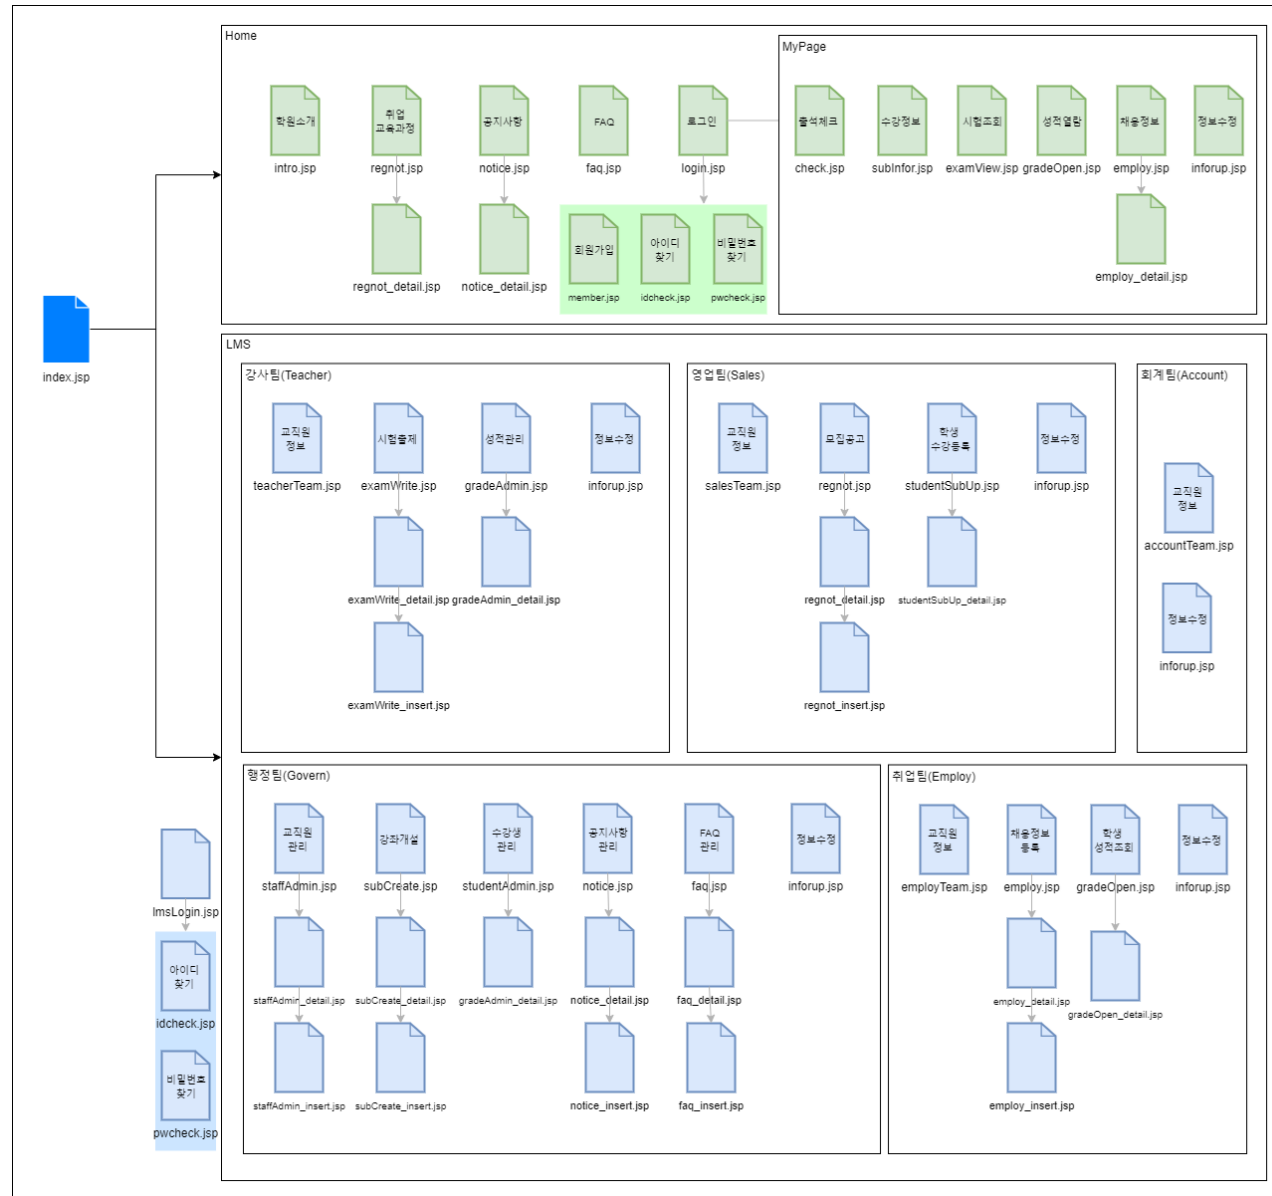 Home
MyPage
학원소개
취업
교육과정
공지사항
FAQ
로그인
출석체크
수강정보
시험조회
성적열람
채용정보
정보수정
intro.jsp
regnot.jsp
notice.jsp
faq.jsp
login.jsp
check.jsp
subInfor.jsp
examView.jsp
gradeOpen.jsp
employ.jsp
inforup.jsp
회원가입
아이디
찾기
비밀번호
찾기
regnot_detail.jsp
notice_detail.jsp
member.jsp
idcheck.jsp
pwcheck.jsp
employ_detail.jsp
index.jsp
LMS
강사팀(Teacher)
교직원
정보
시험출제
성적관리
정보수정
teacherTeam.jsp
examWrite.jsp
gradeAdmin.jsp
inforup.jsp
examWrite_detail.jsp
gradeAdmin_detail.jsp
examWrite_insert.jsp
영업팀(Sales)
교직원
정보
모집공고
학생
수강등록
정보수정
salesTeam.jsp
regnot.jsp
studentSubUp.jsp
inforup.jsp
regnot_detail.jsp
studentSubUp_detail.jsp
regnot_insert.jsp
회계팀(Account)
교직원
정보
accountTeam.jsp
정보수정
inforup.jsp
행정팀(Govern)
교직원
관리
강좌개설
수강생
관리
공지사항
관리
FAQ
관리
정보수정
staffAdmin.jsp
subCreate.jsp
studentAdmin.jsp
notice.jsp
faq.jsp
inforup.jsp
staffAdmin_detail.jsp
subCreate_detail.jsp
gradeAdmin_detail.jsp
notice_detail.jsp
faq_detail.jsp
staffAdmin_insert.jsp
subCreate_insert.jsp
notice_insert.jsp
faq_insert.jsp
취업팀(Employ)
교직원
정보
채용정보
등록
학생
성적조회
정보수정
employTeam.jsp
employ.jsp
gradeOpen.jsp
inforup.jsp
employ_detail.jsp
gradeOpen_detail.jsp
employ_insert.jsp
lmsLogin.jsp
아이디
찾기
idcheck.jsp
비밀번호
찾기
pwcheck.jsp